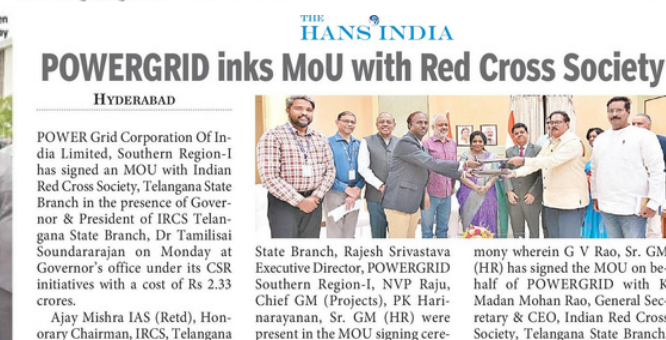 THE
HANS INDIA
POWERGRID inks MoU with Red Cross Society
HYDERABAD
POWER Grid Corporation Of In-
dia Limited, Southern Region-I
has signed an MOU with Indian
Red Cross Society, Telangana State
Branch in the presence of Gover-
nor & President of IRCS Telan-
gana State Branch, Dr Tamilisai
Soundararajan on Monday at
Governor's office under its CSR
initiatives with a cost of Rs 2.33
crores.
Ajay Mishra IAS (Retd), Hon-
orary Chairman, IRCS, Telangana
State Branch, Rajesh Srivastava
Executive Director, POWERGRID
Southern Region-I, NVP Raju,
Chief GM (Projects), PK Hari-
narayanan, Sr. GM (HR) were
present in the MOU signing cere-
mony wherein G V Rao, Sr. GM
(HR) has signed the MOU on be-
half of POWERGRID with K
Madan Mohan Rao, General Sec-
retary & CEO, Indian Red Cross
Society, Telangana State Branch